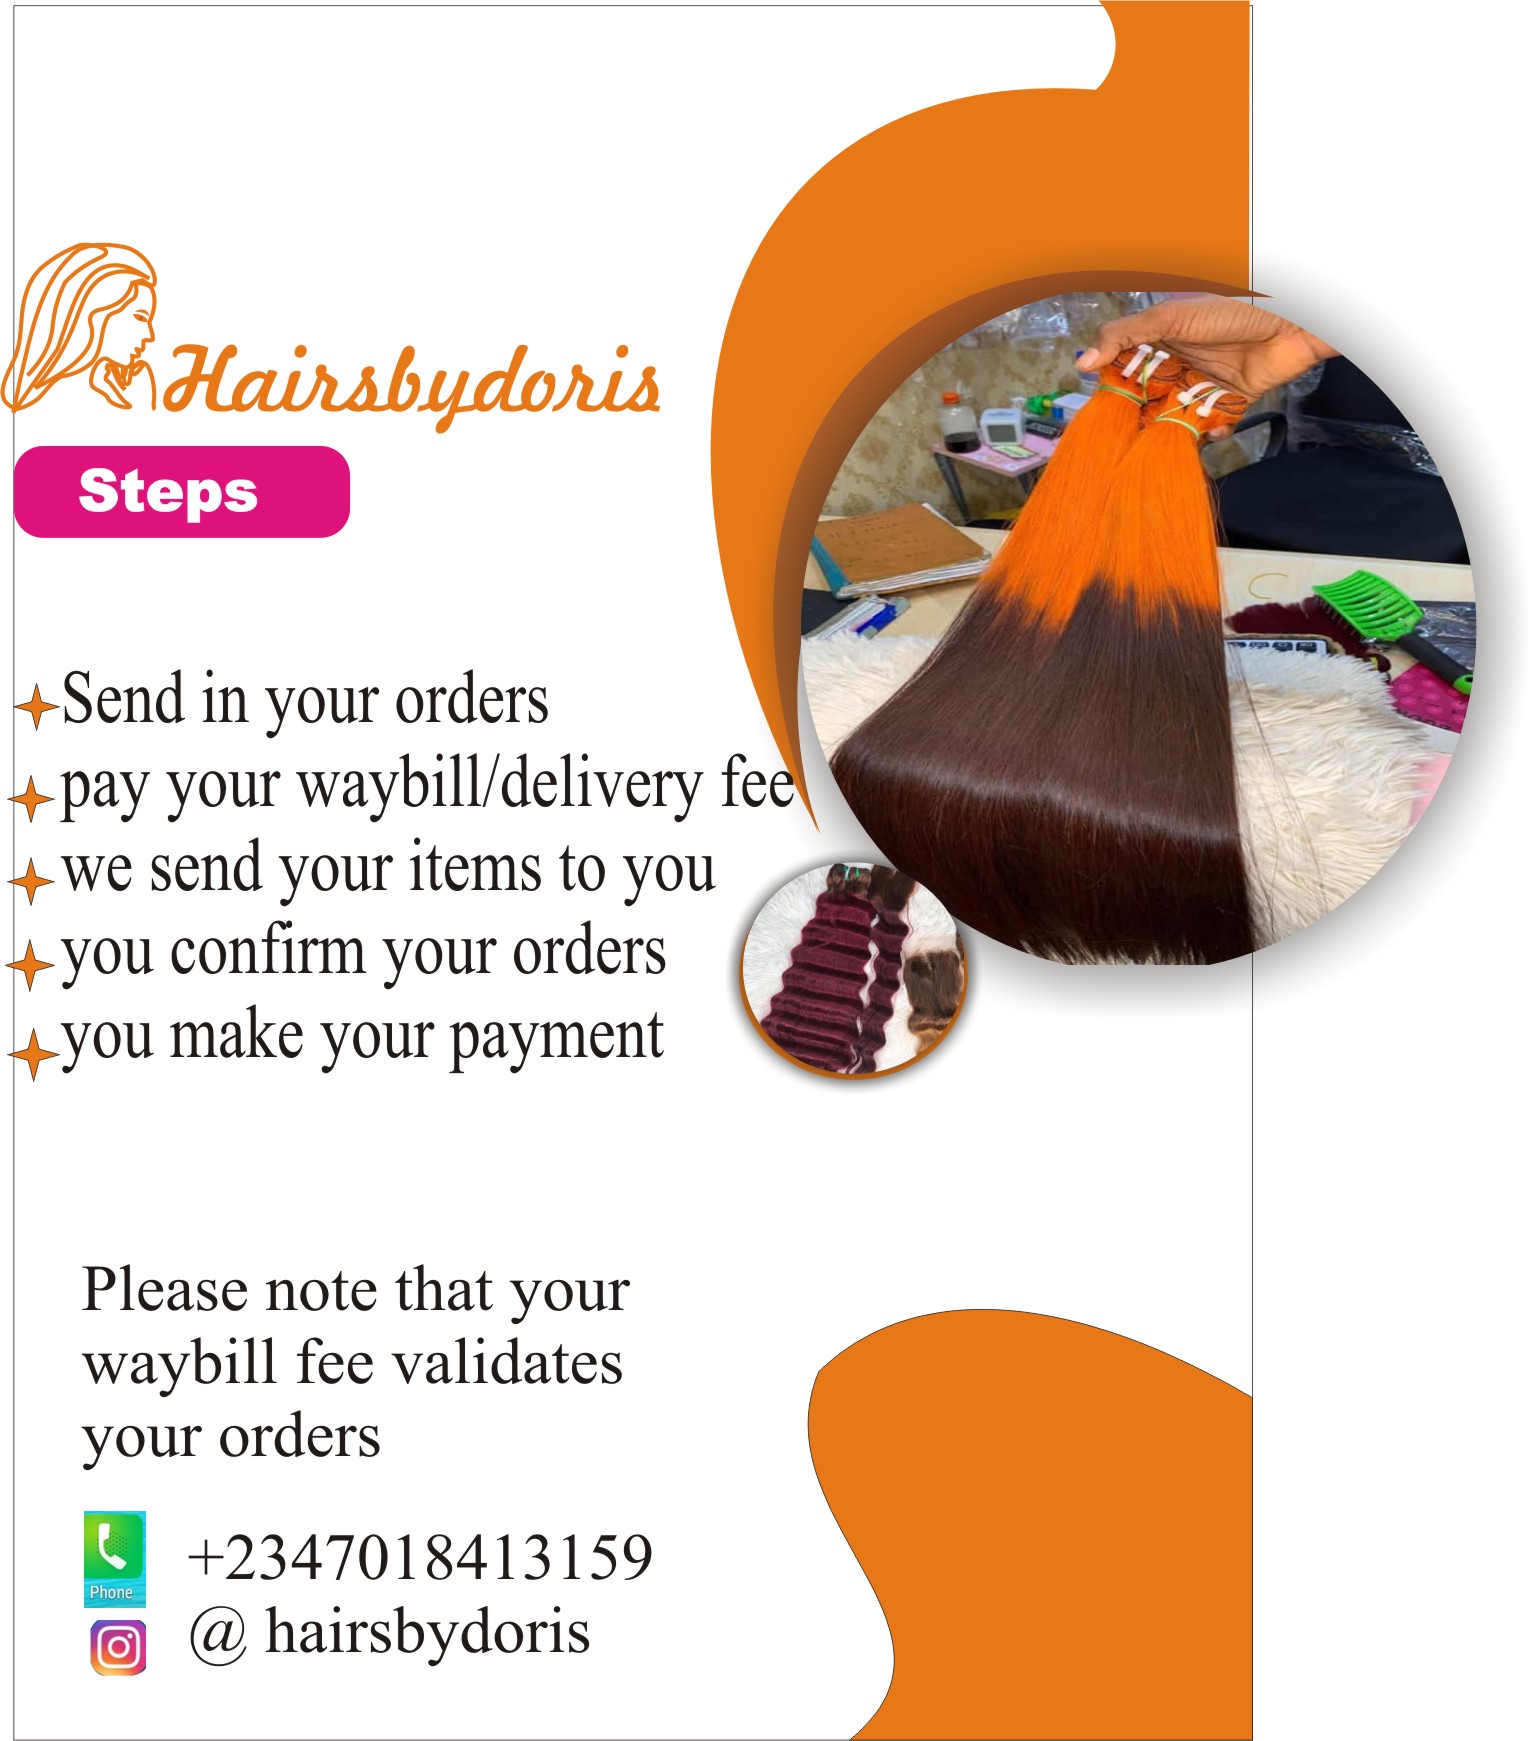 Hairsbydoris
Steps
Send in your orders
pay your waybill/delivery fee
we send your items to you
you confirm your orders
you make your payment
Please note that your
waybill fee validates
your orders
Phone
+2347018413159
@ hairsbydoris